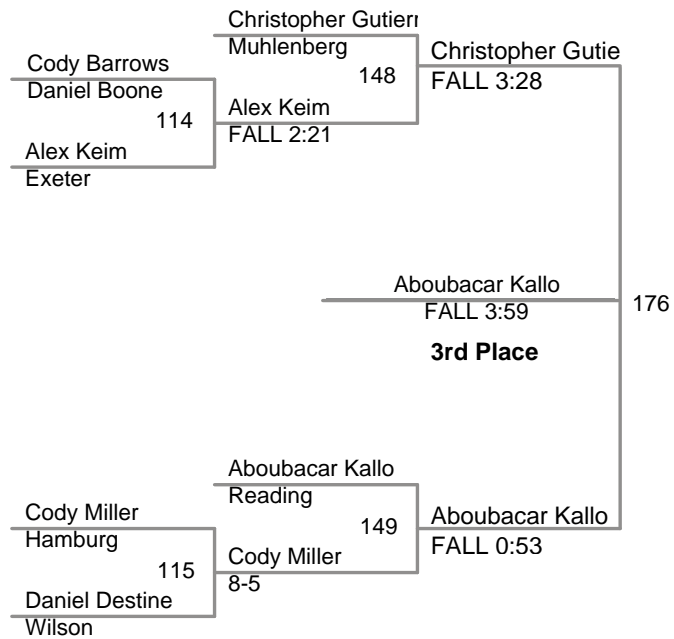 Christopher Gutierr
Muhlenberg
148
Christopher Gutie
FALL 3:28
Cody Barrows
Daniel Boone
114
Alex Keim
FALL 2:21
Alex Keim
Exeter
Aboubacar Kallo
FALL 3:59
176
3rd Place
Aboubacar Kallo
Reading
149
Aboubacar Kallo
FALL 0:53
Cody Miller
Hamburg
115
Cody Miller
8-5
Daniel Destine
Wilson